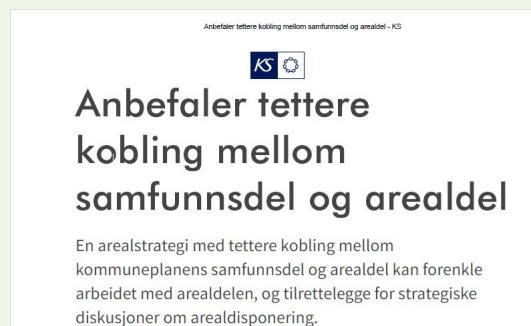 Anbefaler tettere kobling mellom samfunnsdel og arealdel - KS
KS
Anbefaler tettere
kobling mellom
samfunnsdel og arealdel
En arealstrategi med tettere kobling mellom
kommuneplanens samfunnsdel og arealdel kan forenkle
arbeidet med arealdelen, og tilrettelegge for strategiske
diskusjoner om arealdisponering.